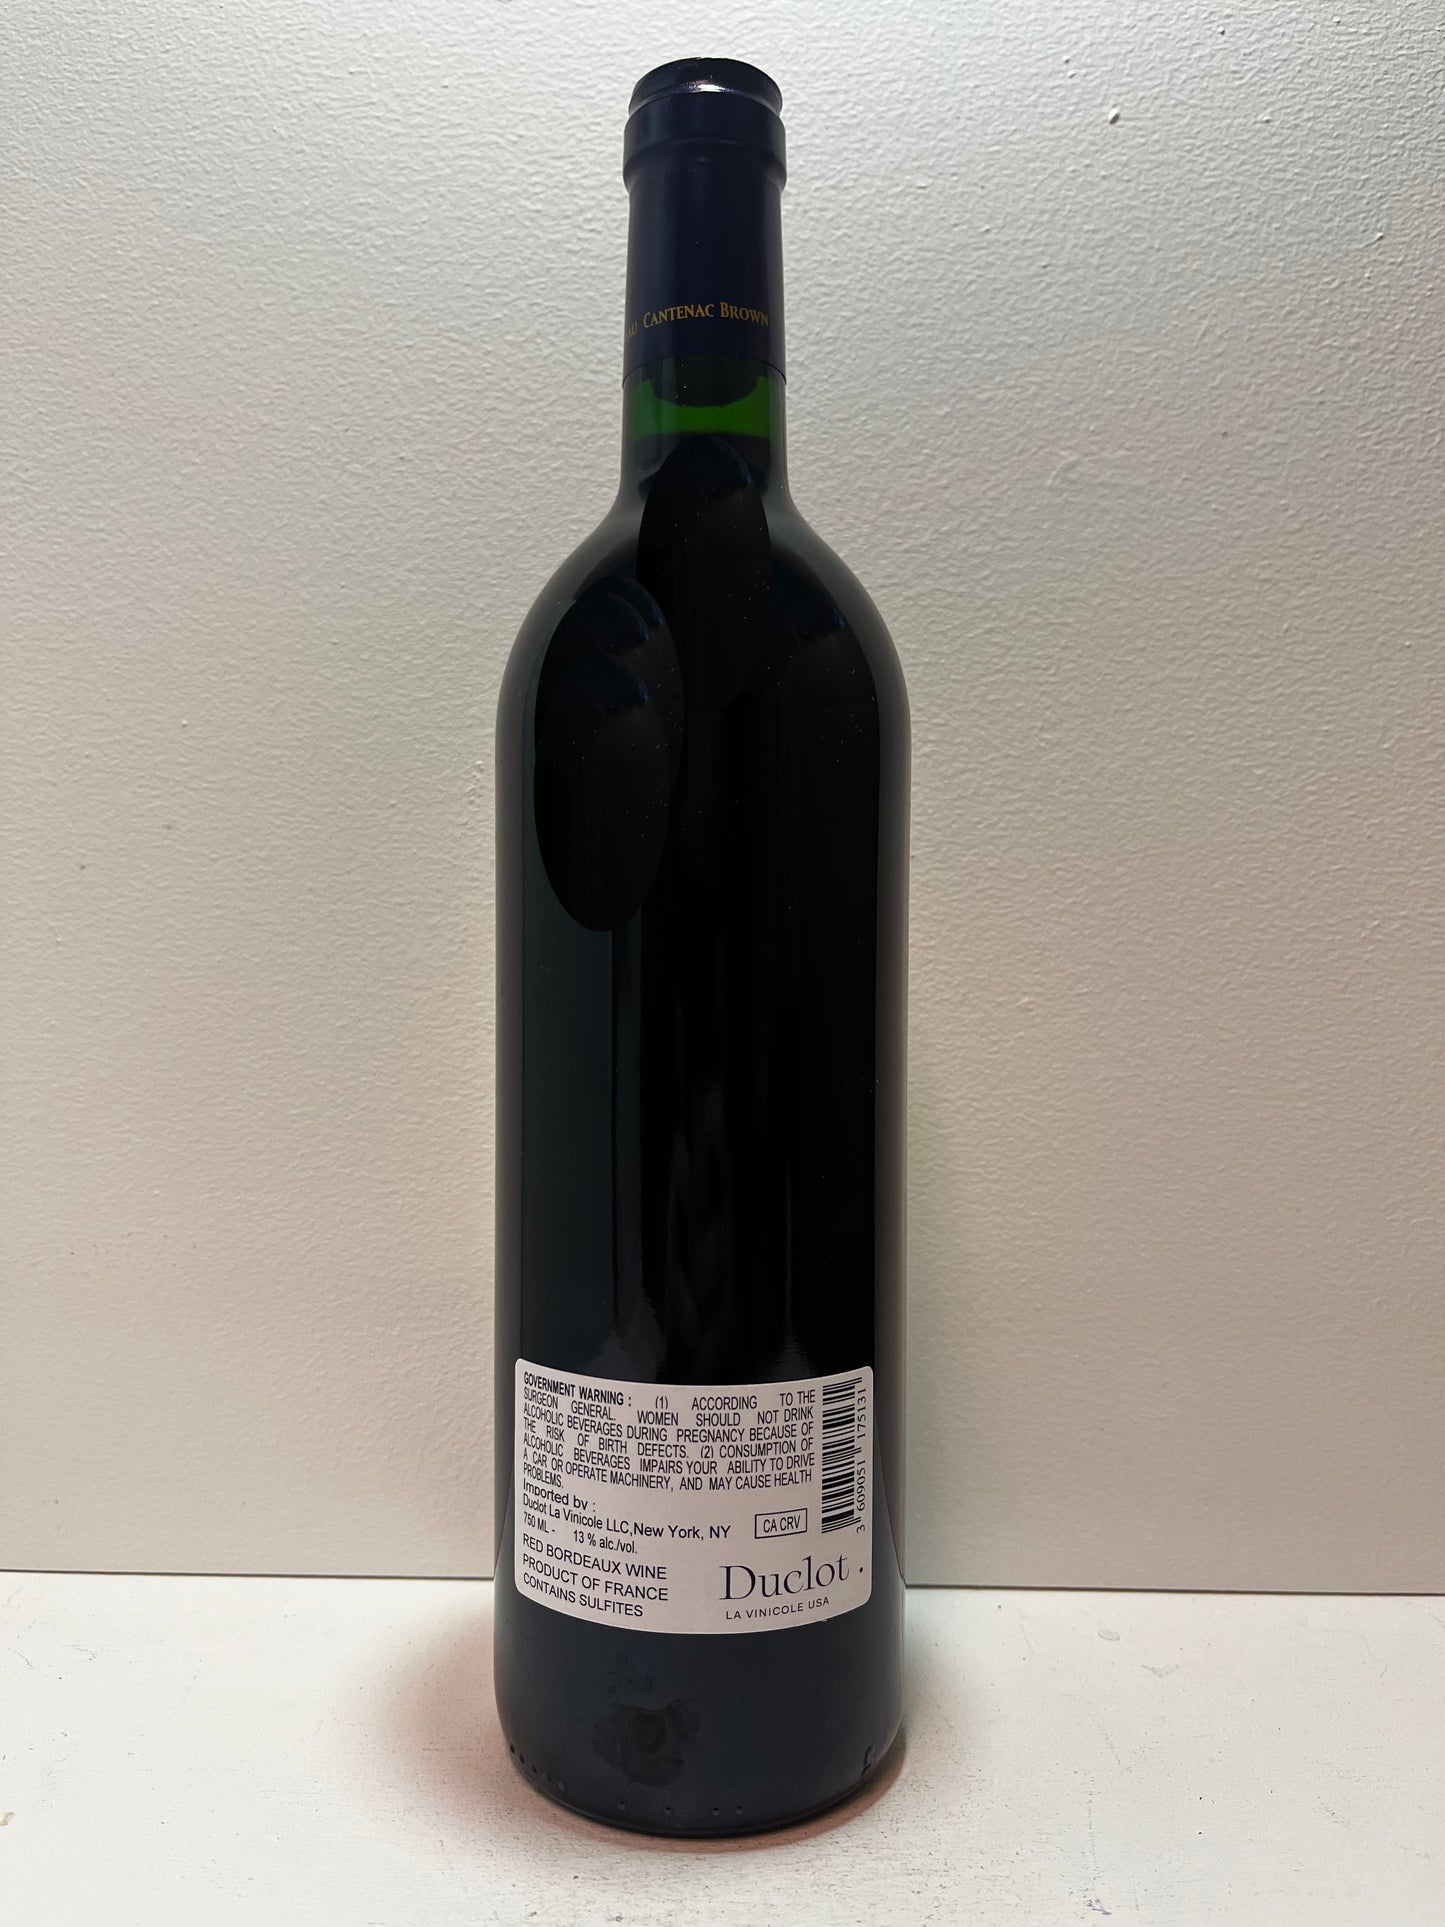 CANTENAC BROWN
GOVERNMENT WARNING : (1) ACCORDING TO THE
SURGEON GENERAL. WOMEN SHOULD NOT DRINK
ALCOHOLIC BEVERAGES DURING PREGNANCY BECAUSE OF
THE RISK OF BIRTH DEFECTS. (2) CONSUMPTION OF
ALCOHOLIC BEVERAGES IMPAIRS YOUR ABILITY TO DRIVE
A CAR OR OPERATE MACHINERY, AND MAY CAUSE HEALTH
PROBLEMS.
Imported by :
Duclot La Vinicole LLC,New York, NY
CA CRV
750 ML - 13 % alc./vol.
RED BORDEAUX WINE
PRODUCT OF FRANCE
CONTAINS SULFITES
Duclot.
LA VINICOLE USA
3 609051 175131